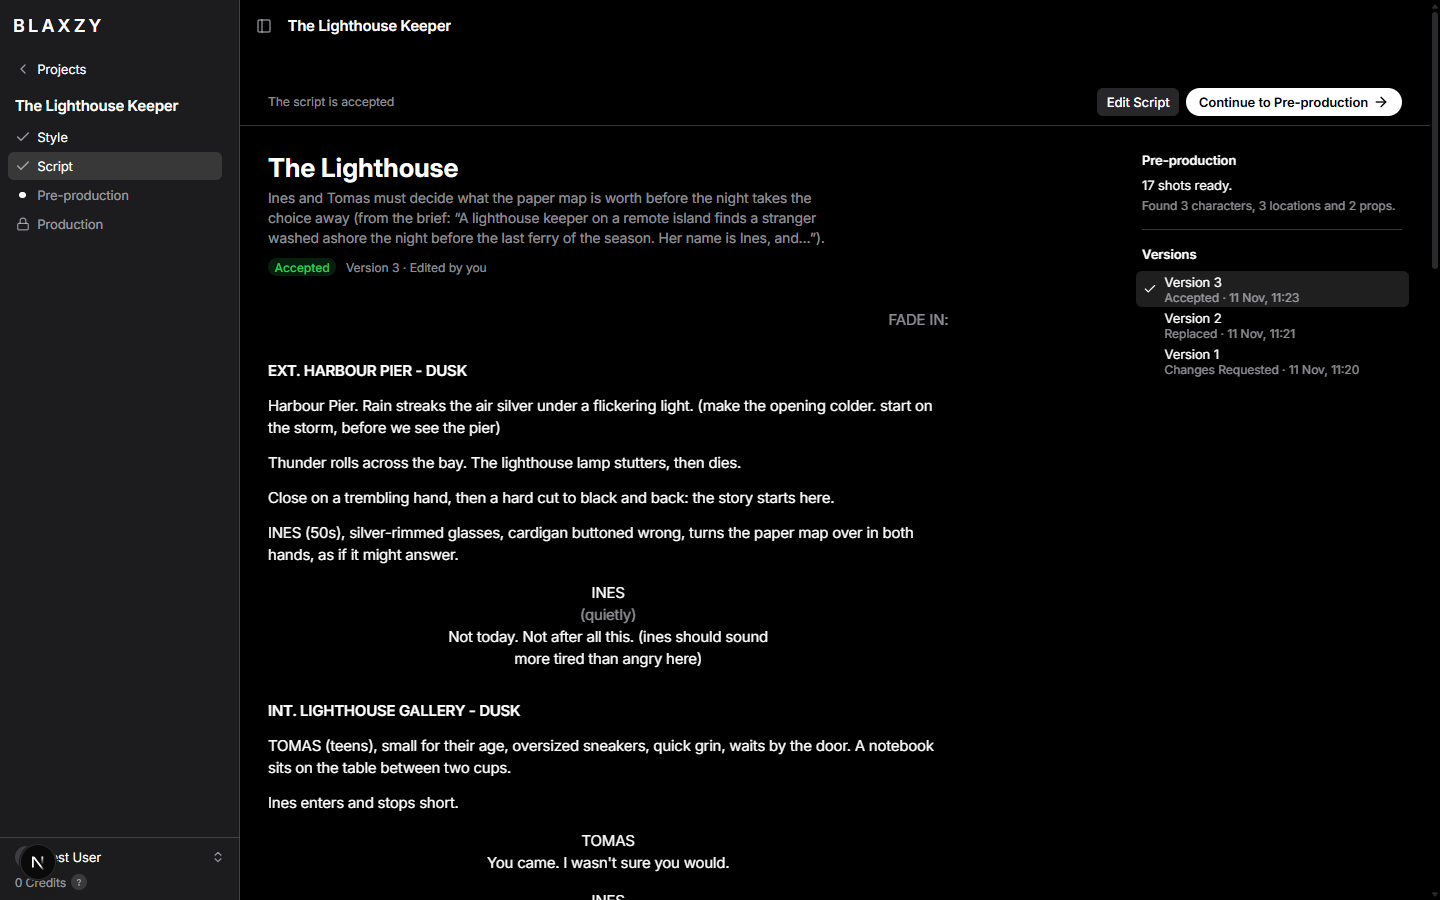 BLAXZY
Projects
The Lighthouse Keeper
Style
Script
Pre-production
Production
N
est User
0 Credits ?
The Lighthouse Keeper
The script is accepted
Edit Script
Continue to Pre-production
The Lighthouse
Ines and Tomas must decide what the paper map is worth before the night takes the
choice away (from the brief: “A lighthouse keeper on a remote island finds a stranger
washed ashore the night before the last ferry of the season. Her name is Ines, and...”).
Accepted Version 3 · Edited by you
FADE IN:
EXT. HARBOUR PIER - DUSK
Harbour Pier. Rain streaks the air silver under a flickering light. (make the opening colder. start on
the storm, before we see the pier)
Thunder rolls across the bay. The lighthouse lamp stutters, then dies.
Close on a trembling hand, then a hard cut to black and back: the story starts here.
INES (50s), silver-rimmed glasses, cardigan buttoned wrong, turns the paper map over in both
hands, as if it might answer.
INES
(quietly)
Not today. Not after all this. (ines should sound
more tired than angry here)
INT. LIGHTHOUSE GALLERY - DUSK
TOMAS (teens), small for their age, oversized sneakers, quick grin, waits by the door. A notebook
sits on the table between two cups.
Ines enters and stops short.
TOMAS
You came. I wasn't sure you would.
INES
Pre-production
17 shots ready.
Found 3 characters, 3 locations and 2 props.
Versions
Version 3
Accepted · 11 Nov, 11:23
Version 2
Replaced · 11 Nov, 11:21
Version 1
Changes Requested · 11 Nov, 11:20